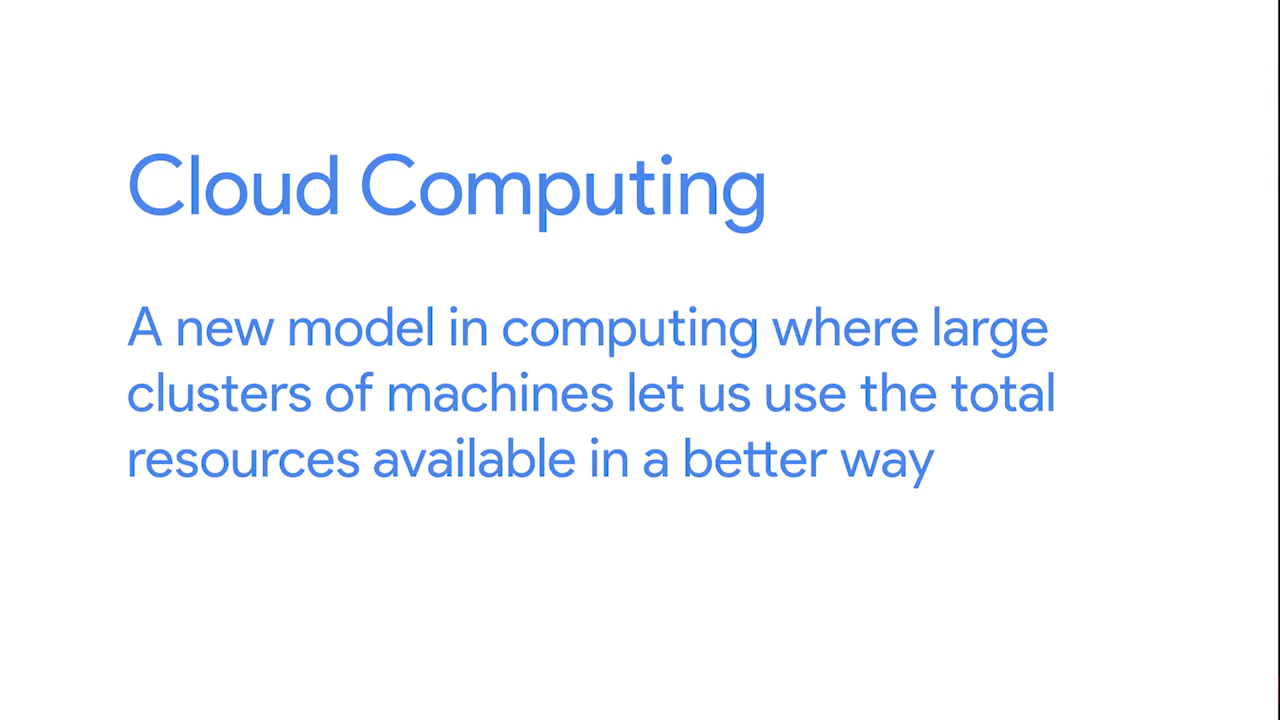 Cloud Computing
A new model in computing where large
clusters of machines let us use the total
resources available in a better way